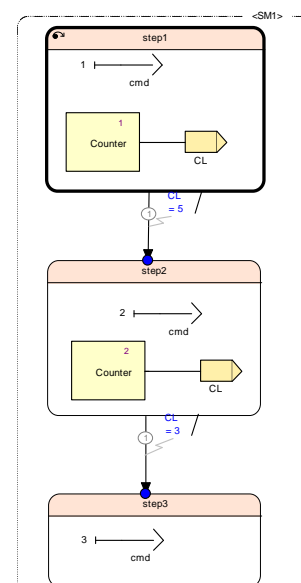 <SM1>
step1
1
cmd
1
Counter
CL
CL
= 5
1
step2
2
cmd
2
Counter
CL
CL
= 3
1
step3
3
cmd